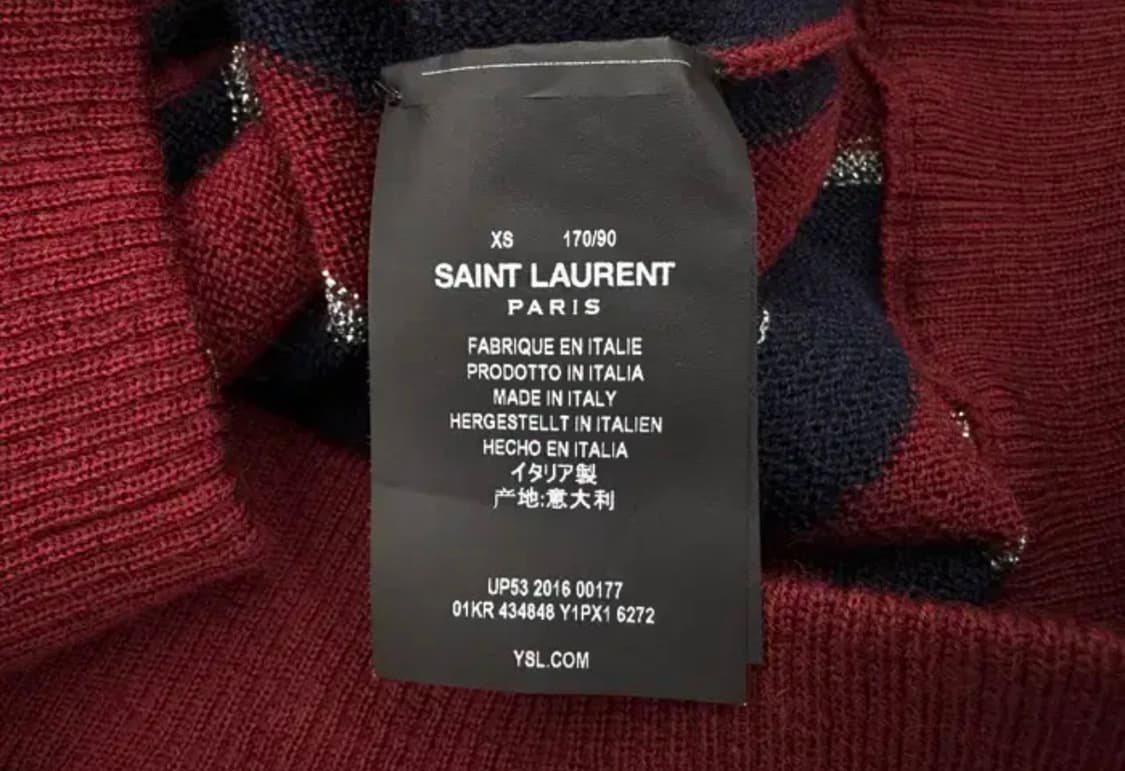 XS 170/90
SAINT LAURENT
PARIS
FABRIQUE EN ITALIE
PRODOTTO IN ITALIA
MADE IN ITALY
HERGESTELLT IN ITALIEN
HECHO EN ITALIA
イタリア製
产地:意大利
UP53 2016 00177
01KR 434848 Y1PX1 6272
YSL.COM